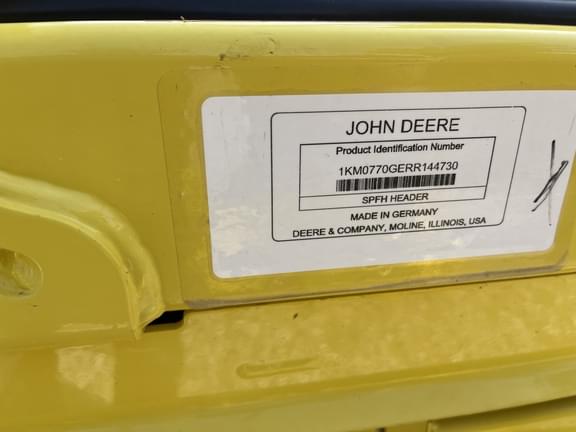 JOHN DEERE
Product Identification Number
1KM0770GERR144730
SPFH HEADER
MADE IN GERMANY
DEERE & COMPANY, MOLINE, ILLINOIS, USA